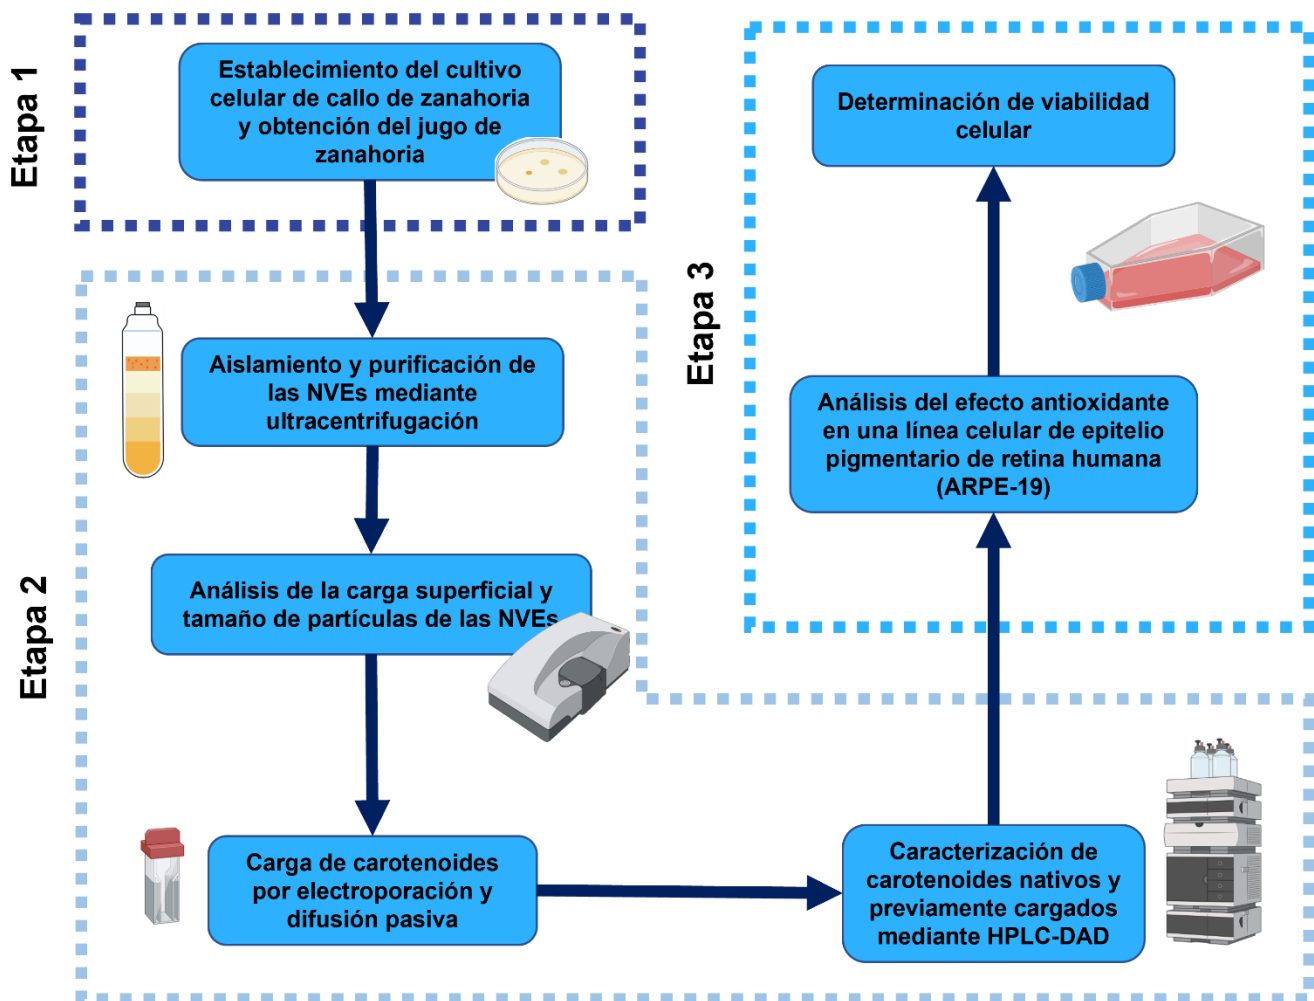 Etapa 1
Establecimiento del cultivo
celular de callo de zanahoria
y obtención del jugo de
zanahoria
Etapa 2
Aislamiento y purificación de
las NVEs mediante
ultracentrifugación
Análisis de la carga superficial y
tamaño de partículas de las NVEs
Carga de carotenoides
por electroporación y
difusión pasiva
Caracterización de
carotenoides nativos y
previamente cargados
mediante HPLC-DAD
Etapa 3
Análisis del efecto antioxidante
en una línea celular de epitelio
pigmentario de retina humana
(ARPE-19)
Determinación de viabilidad
celular